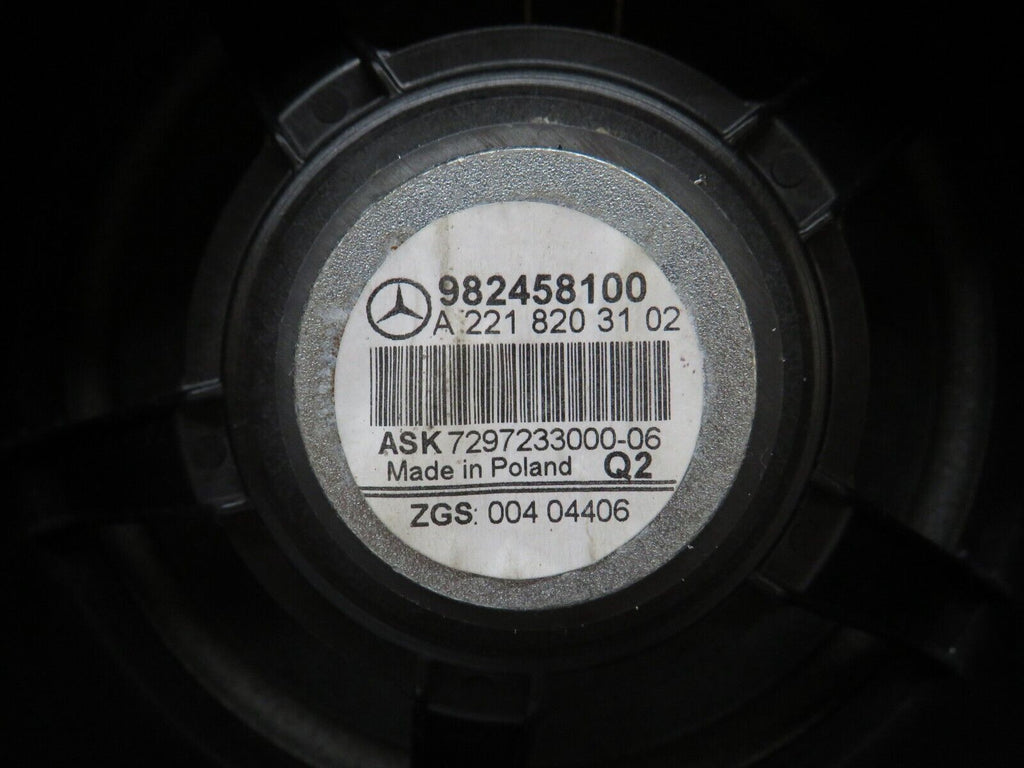 982458100
A 221 820 31 02
ASK 7297233000-06
Made in Poland Q2
ZGS: 004 04406